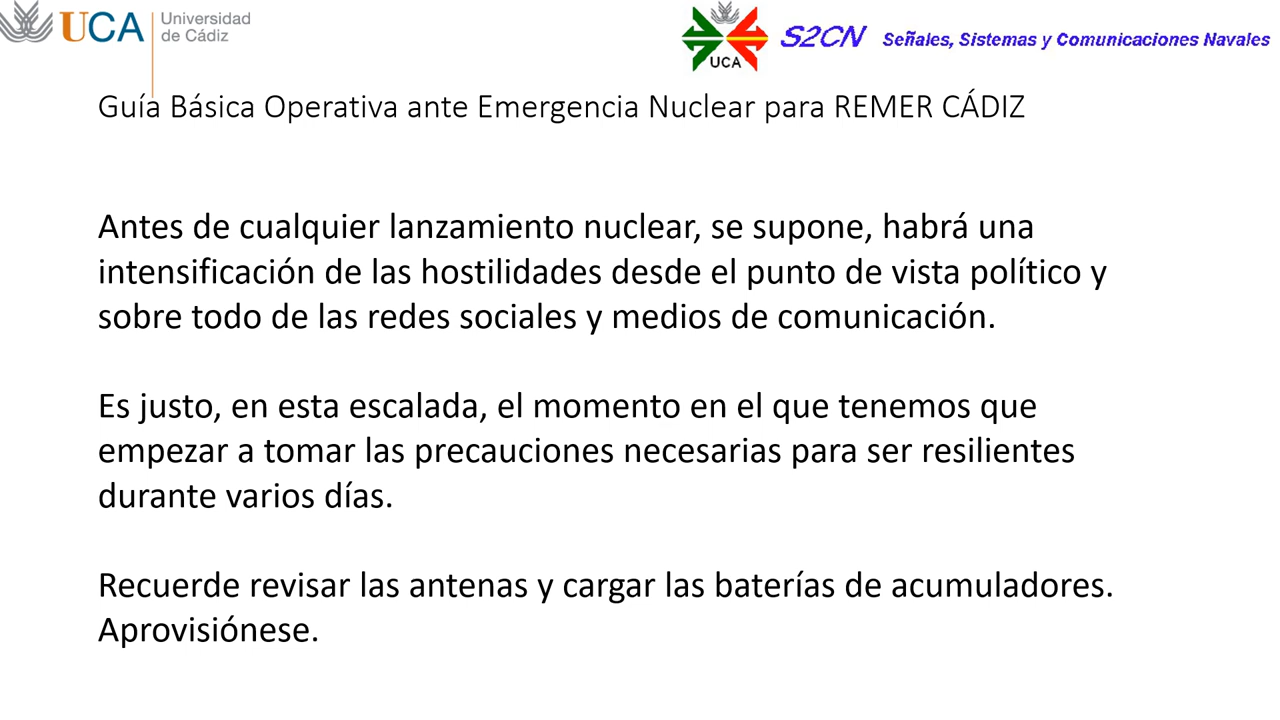 UCA Universidad
de Cádiz
UCA
S2CN Señales, Sistemas y Comunicaciones Navales
Guía Básica Operativa ante Emergencia Nuclear para REMER CÁDIZ
Antes de cualquier lanzamiento nuclear, se supone, habrá una
intensificación de las hostilidades desde el punto de vista político y
sobre todo de las redes sociales y medios de comunicación.
Es justo, en esta escalada, el momento en el que tenemos que
empezar a tomar las precauciones necesarias para ser resilientes
durante varios días.
Recuerde revisar las antenas y cargar las baterías de acumuladores.
Aprovisiónese.